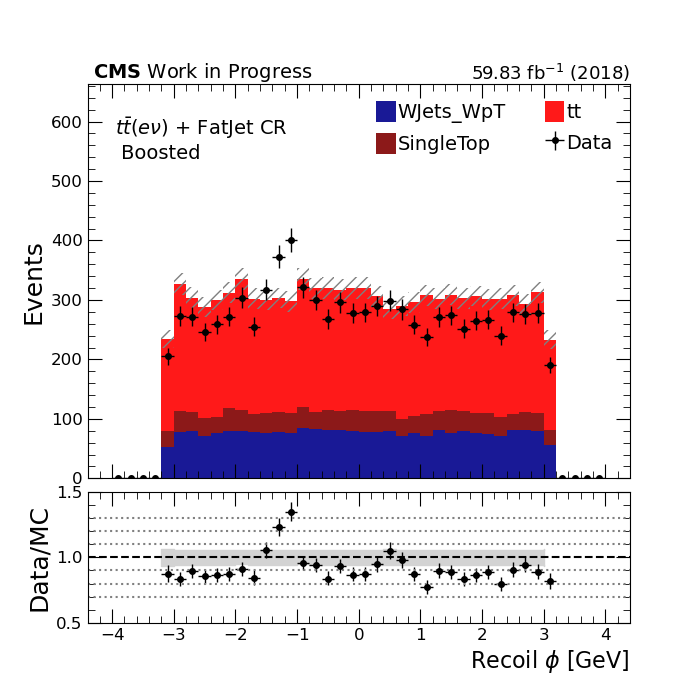 CMS Work in Progress 59.83 fb⁻¹ (2018)
tt̄(eν) + FatJet CR
Boosted
WJets_WpT
tt
SingleTop
Data
Events
600
500
400
300
200
100
0
Data/MC
1.5
1.0
0.5
−4 −3 −2 −1 0 1 2 3 4
Recoil ϕ [GeV]